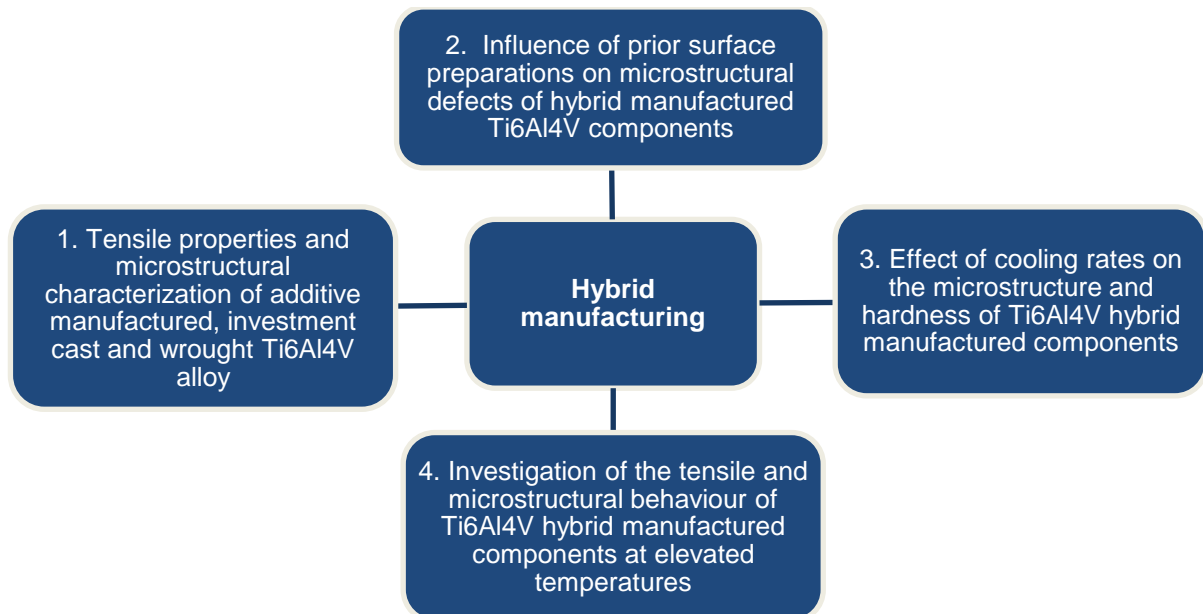 2. Influence of prior surface
preparations on microstructural
defects of hybrid manufactured
Ti6Al4V components
1. Tensile properties and
microstructural
characterization of additive
manufactured, investment
cast and wrought Ti6Al4V
alloy
Hybrid
manufacturing
3. Effect of cooling rates on
the microstructure and
hardness of Ti6Al4V hybrid
manufactured components
4. Investigation of the tensile and
microstructural behaviour of
Ti6Al4V hybrid manufactured
components at elevated
temperatures